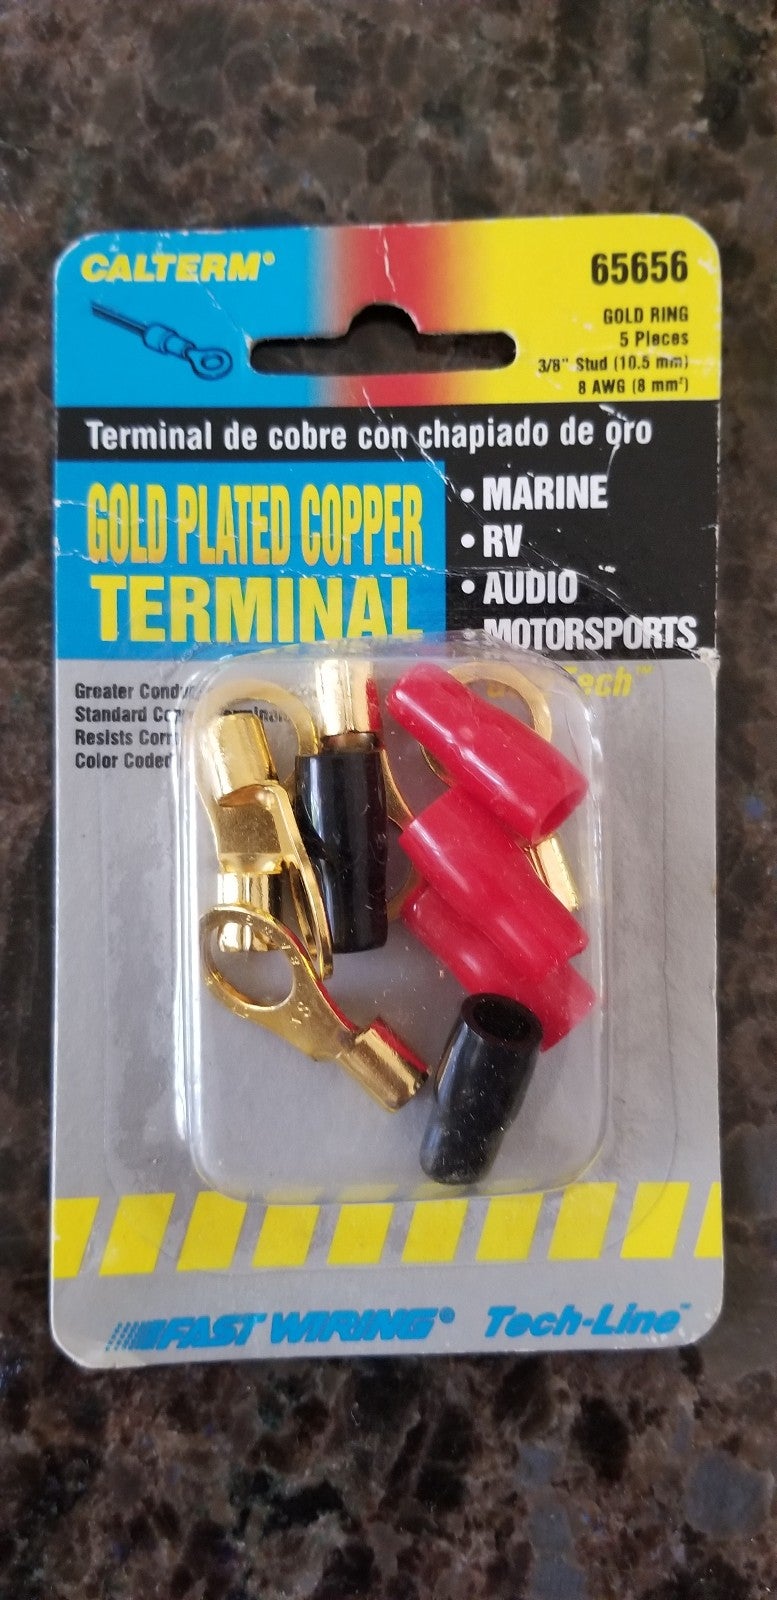 CALTERM®
65656
GOLD RING
5 Pieces
3/8" Stud (10.5 mm)
8 AWG (8 mm²)
Terminal de cobre con chapiado de oro
GOLD PLATED COPPER
TERMINAL
• MARINE
• RV
• AUDIO
• MOTORSPORTS
Greater
Standard
Resists
Color Coded
FAST WIRING® Tech-Line™